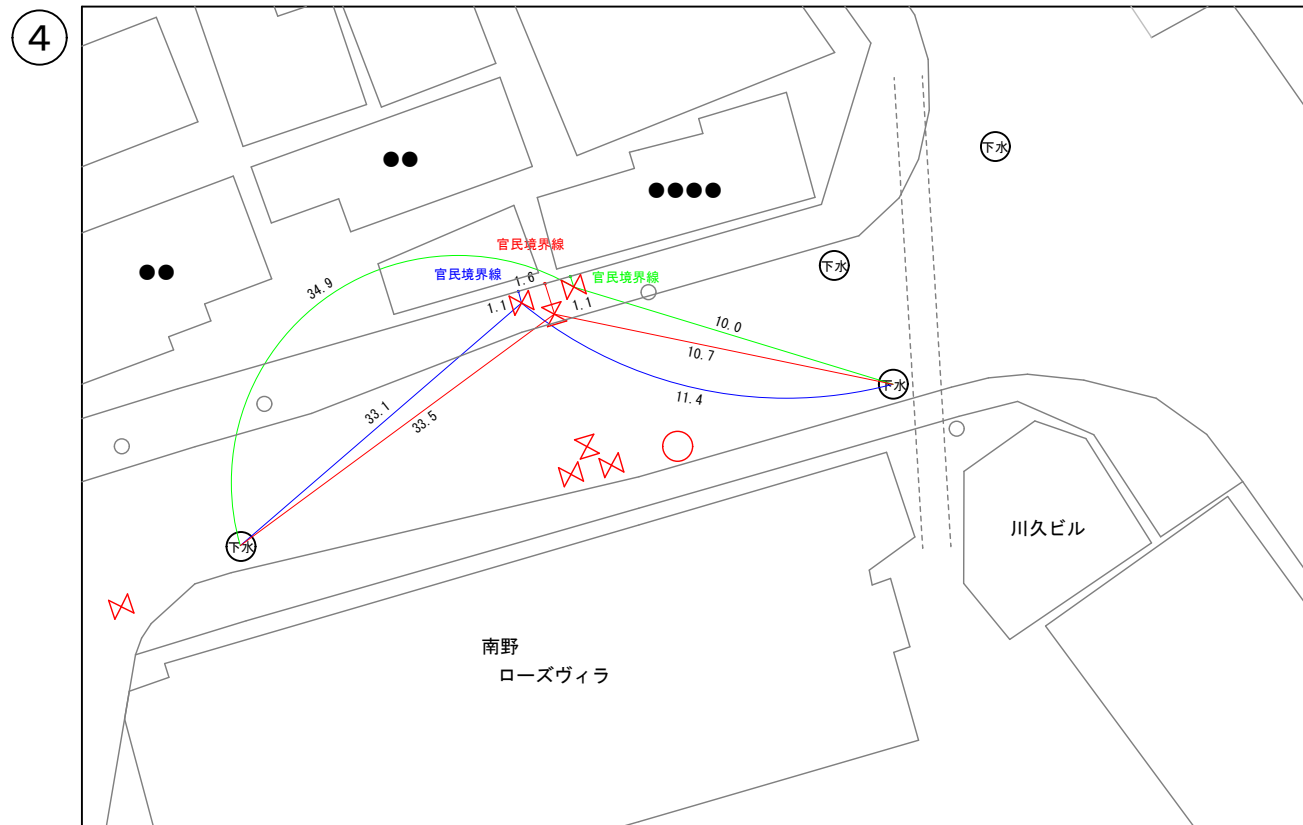 4
下水
●●
●●●●
官民境界線
下水
●●
官民境界線
官民境界線
1.6
34.9
1.1
1.1
10.0
10.7
下水
11.4
33.1
33.5
川久ビル
下水
南野
ローズヴィラ